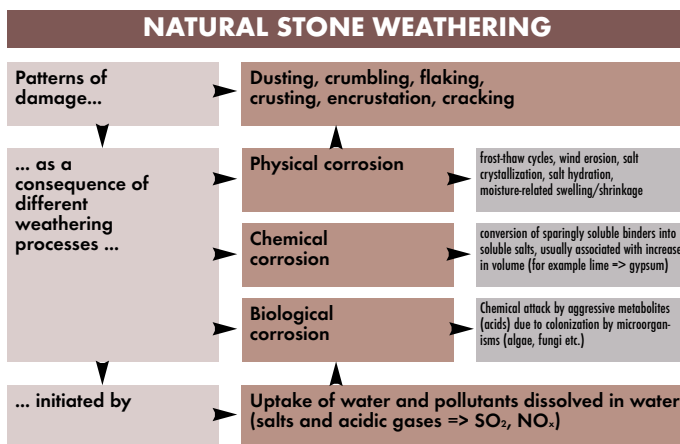 NATURAL STONE WEATHERING
Patterns of
damage...
Dusting, crumbling, flaking,
crusting, encrustation, cracking
... as a
consequence of
different
weathering
processes ...
Physical corrosion
frost-thaw cycles, wind erosion, salt
crystallization, salt hydration,
moisture-related swelling/shrinkage
Chemical
corrosion
conversion of sparingly soluble binders into
soluble salts, usually associated with increase
in volume (for example lime => gypsum)
Biological
corrosion
Chemical attack by aggressive metabolites
(acids) due to colonization by microorgan-
isms (algae, fungi etc.)
... initiated by
Uptake of water and pollutants dissolved in water
(salts and acidic gases => SO₂, NOₓ)